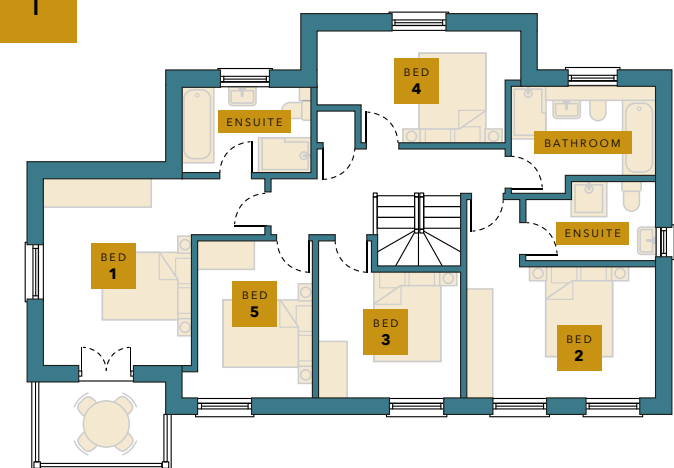 1
BED
4
ENSUITE
BATHROOM
ENSUITE
BED
1
BED
5
BED
3
BED
2